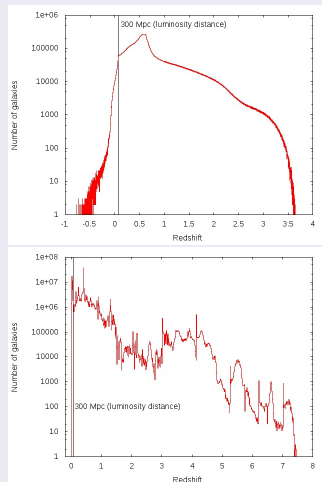 1e+06
300 Mpc (luminosity distance)
100000
10000
1000
100
10
1
Number of galaxies
-1 -0.5 0 0.5 1 1.5 2 2.5 3 3.5 4
Redshift
1e+08
1e+07
1e+06
100000
10000
1000
100
10
1
Number of galaxies
300 Mpc (luminosity distance)
0 1 2 3 4 5 6 7 8
Redshift